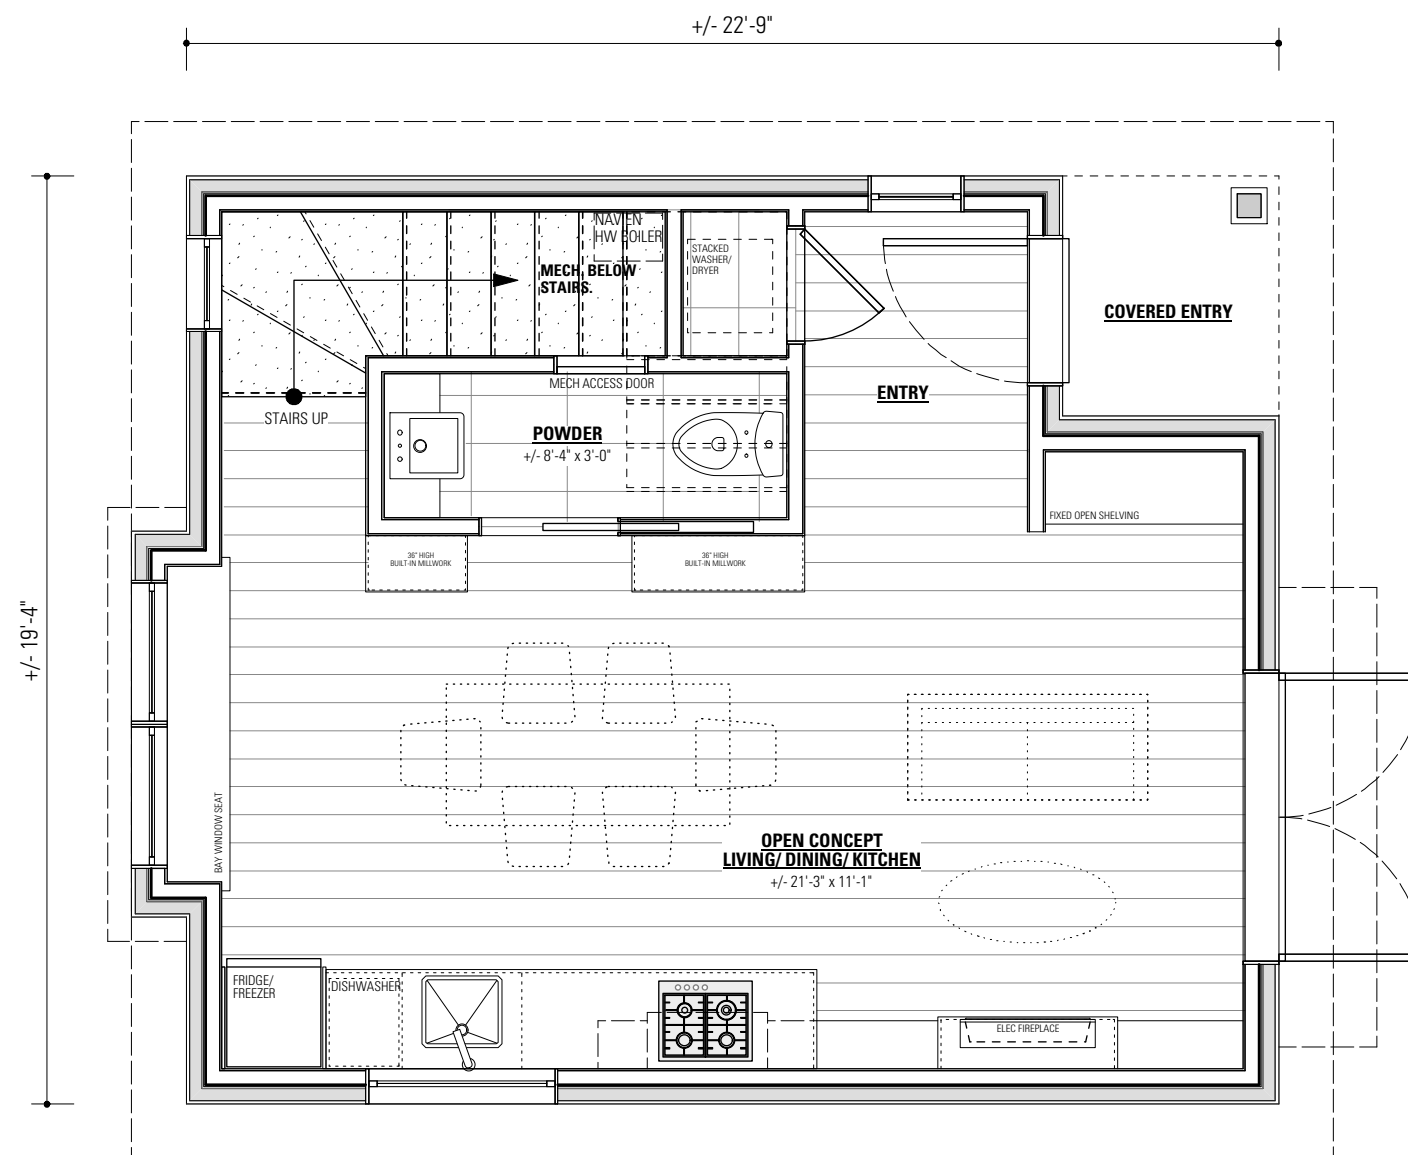 +/- 22'-9"
NAVIEN
HW BOILER
STACKED
WASHER/
DRYER
MECH. BELOW
STAIRS.
COVERED ENTRY
MECH ACCESS DOOR
ENTRY
STAIRS UP
POWDER
+/- 8'-4" x 3'-0"
FIXED OPEN SHELVING
36" HIGH
BUILT-IN MILLWORK
36" HIGH
BUILT-IN MILLWORK
+/- 19'-4"
BAY WINDOW SEAT
OPEN CONCEPT
LIVING/ DINING/ KITCHEN
+/- 21'-3" x 11'-1"
FRIDGE/
FREEZER
DISHWASHER
ELEC FIREPLACE